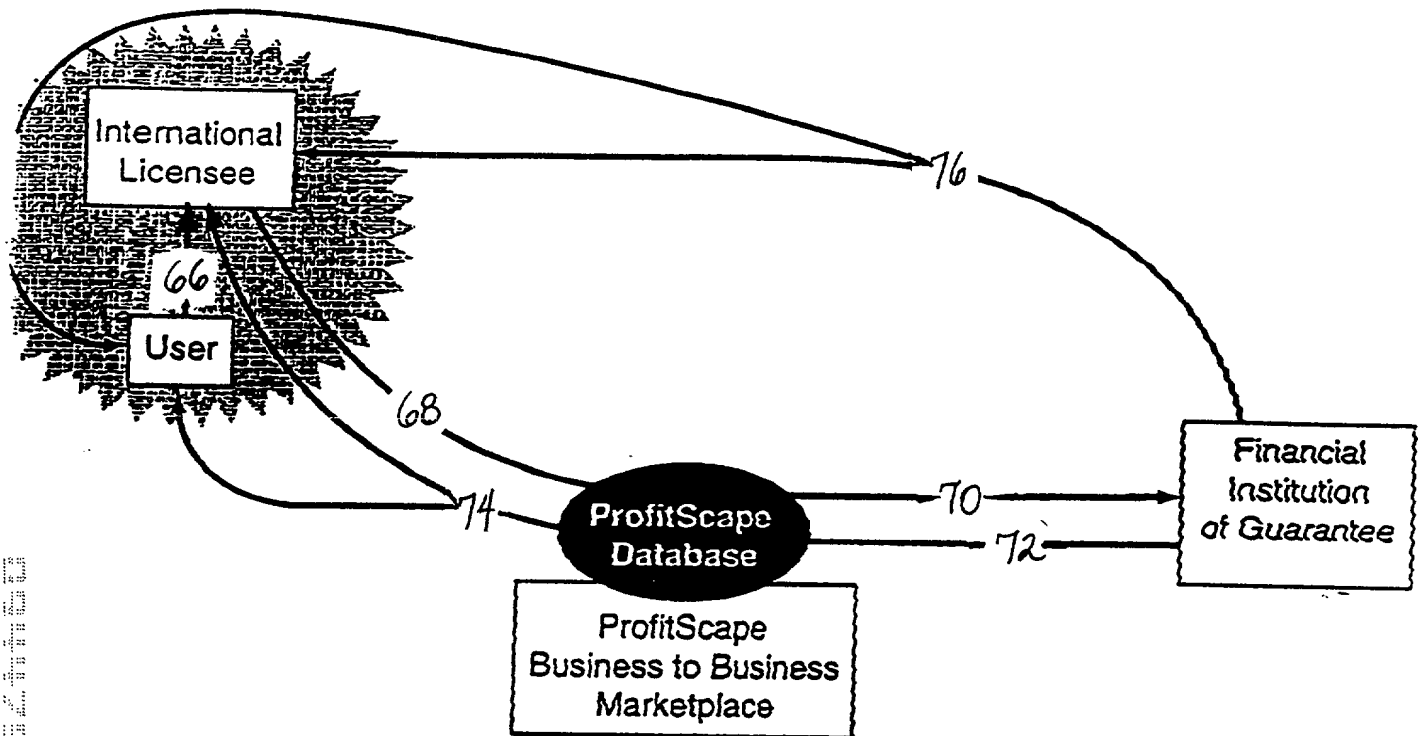 International
Licensee
76
66
User
68
Financial
Institution
of Guarantee
70
74
ProfitScape
Database
72
ProfitScape
Business to Business
Marketplace